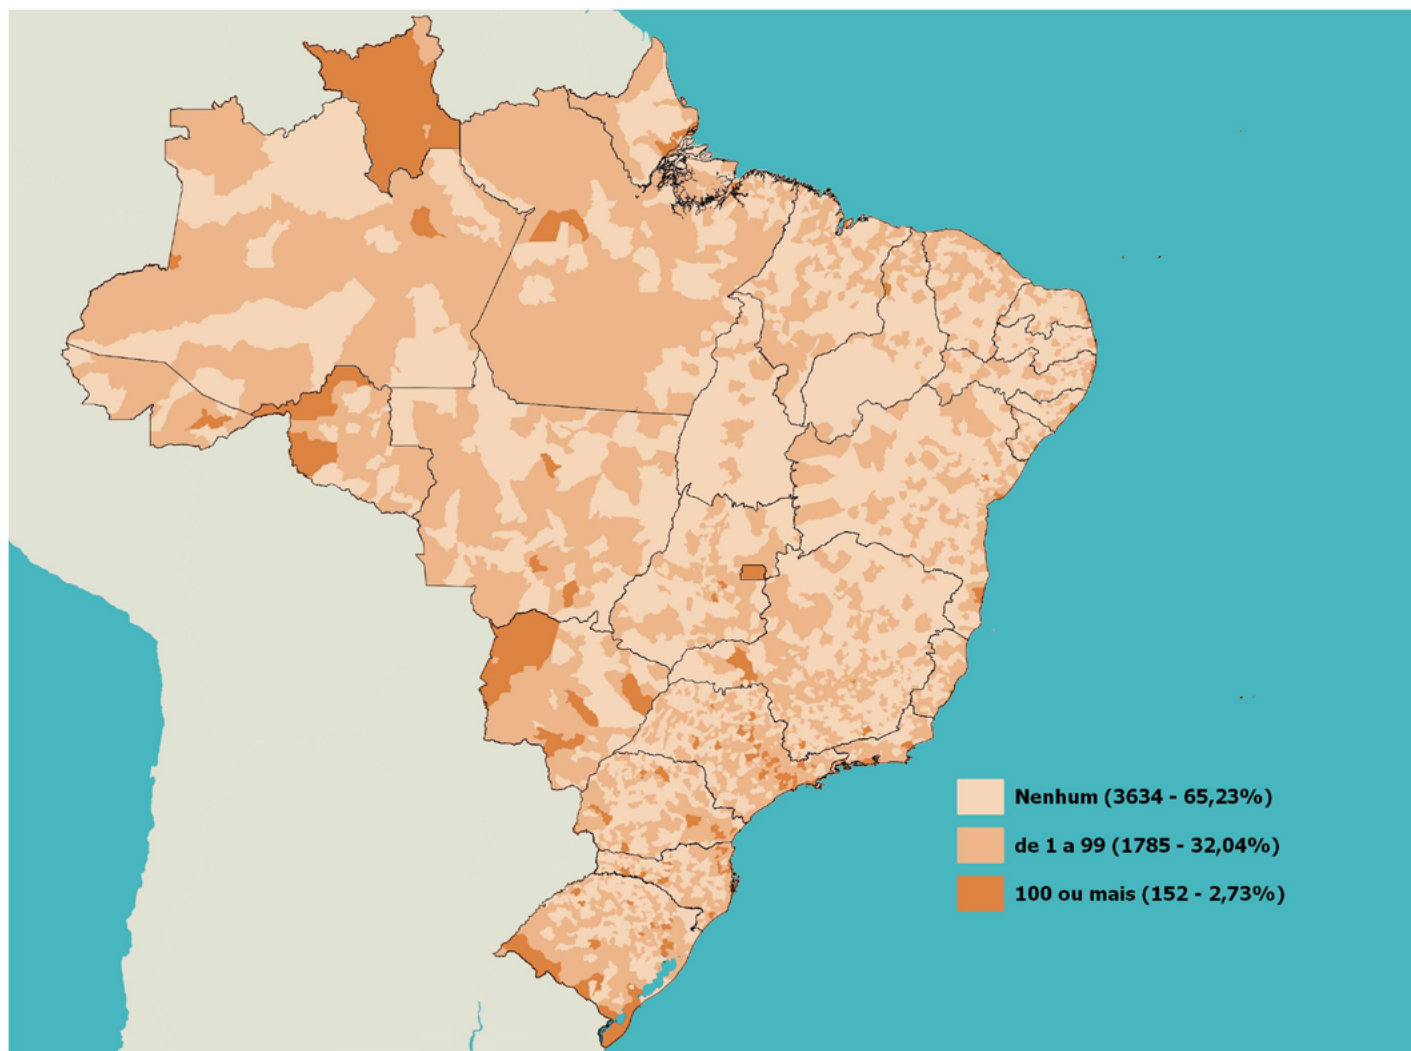 Nenhum (3634 - 65,23%)
de 1 a 99 (1785 - 32,04%)
100 ou mais (152 - 2,73%)